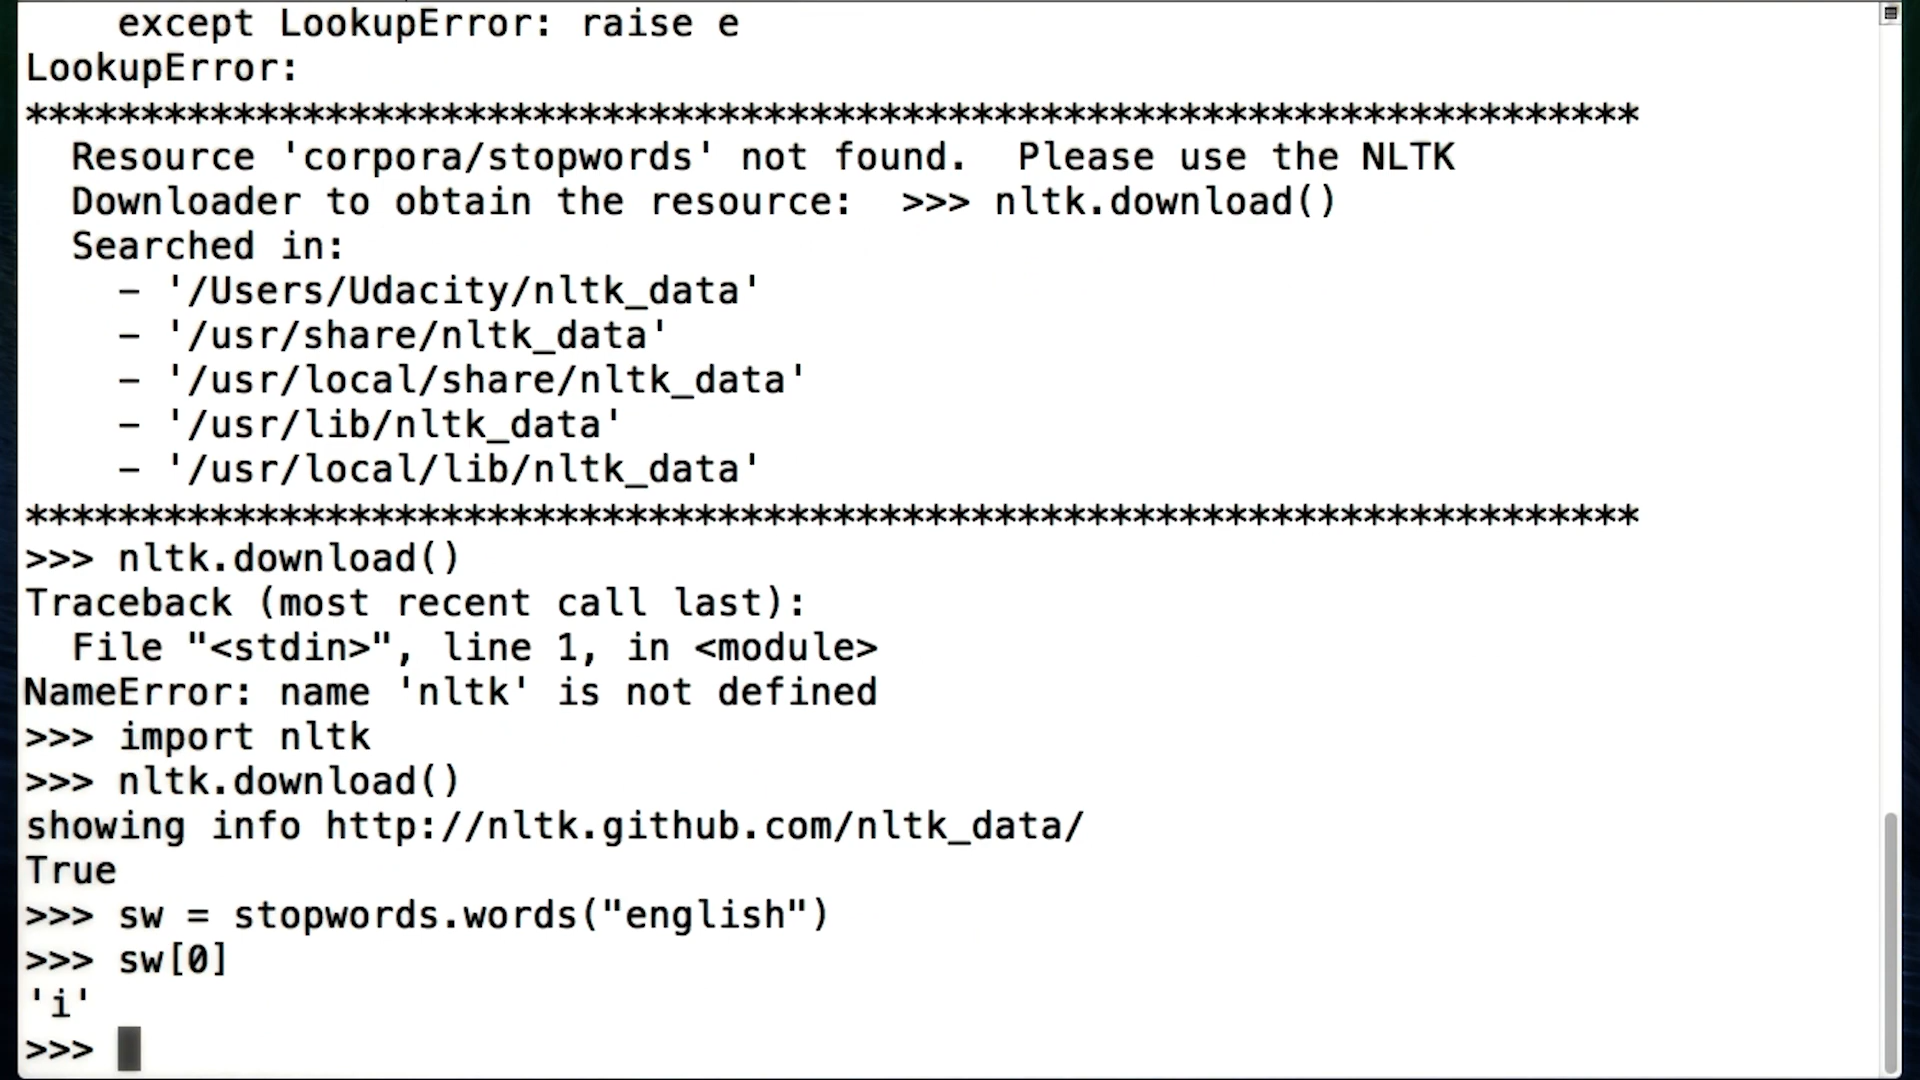 except LookupError: raise e
LookupError:
**********************************************************************
Resource 'corpora/stopwords' not found.  Please use the NLTK
Downloader to obtain the resource:  >>> nltk.download()
Searched in:
- '/Users/Udacity/nltk_data'
- '/usr/share/nltk_data'
- '/usr/local/share/nltk_data'
- '/usr/lib/nltk_data'
- '/usr/local/lib/nltk_data'
**********************************************************************
>>> nltk.download()
Traceback (most recent call last):
File "<stdin>", line 1, in <module>
NameError: name 'nltk' is not defined
>>> import nltk
>>> nltk.download()
showing info http://nltk.github.com/nltk_data/
True
>>> sw = stopwords.words("english")
>>> sw[0]
'i'
>>>